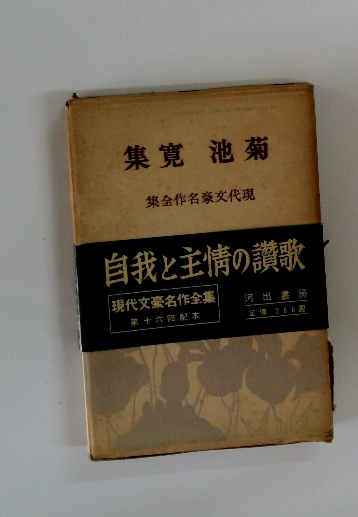 菊池寛集
現代文豪名作全集
自我と主情の讃歌
現代文豪名作全集
第十六回配本
河出書房
定價 260圓